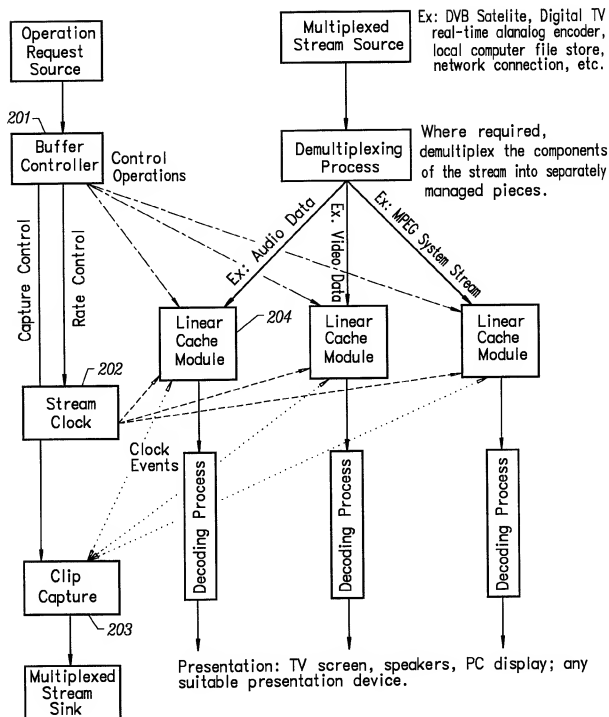 Operation
Request
Source
Multiplexed
Stream Source
Ex: DVB Satelite, Digital TV
real-time alanalog encoder,
local computer file store,
network connection, etc.
201
Buffer
Controller
Control
Operations
Demultiplexing
Process
Where required,
demultiplex the components
of the stream into separately
managed pieces.
Capture Control
Rate Control
Ex: Audio Data
Ex. Video Data
Ex: MPEG System Stream
Linear
Cache
Module
204
Linear
Cache
Module
Linear
Cache
Module
202
Stream
Clock
Clock
Events
Decoding Process
Decoding Process
Decoding Process
Clip
Capture
203
Presentation: TV screen, speakers, PC display; any
suitable presentation device.
Multiplexed
Stream
Sink